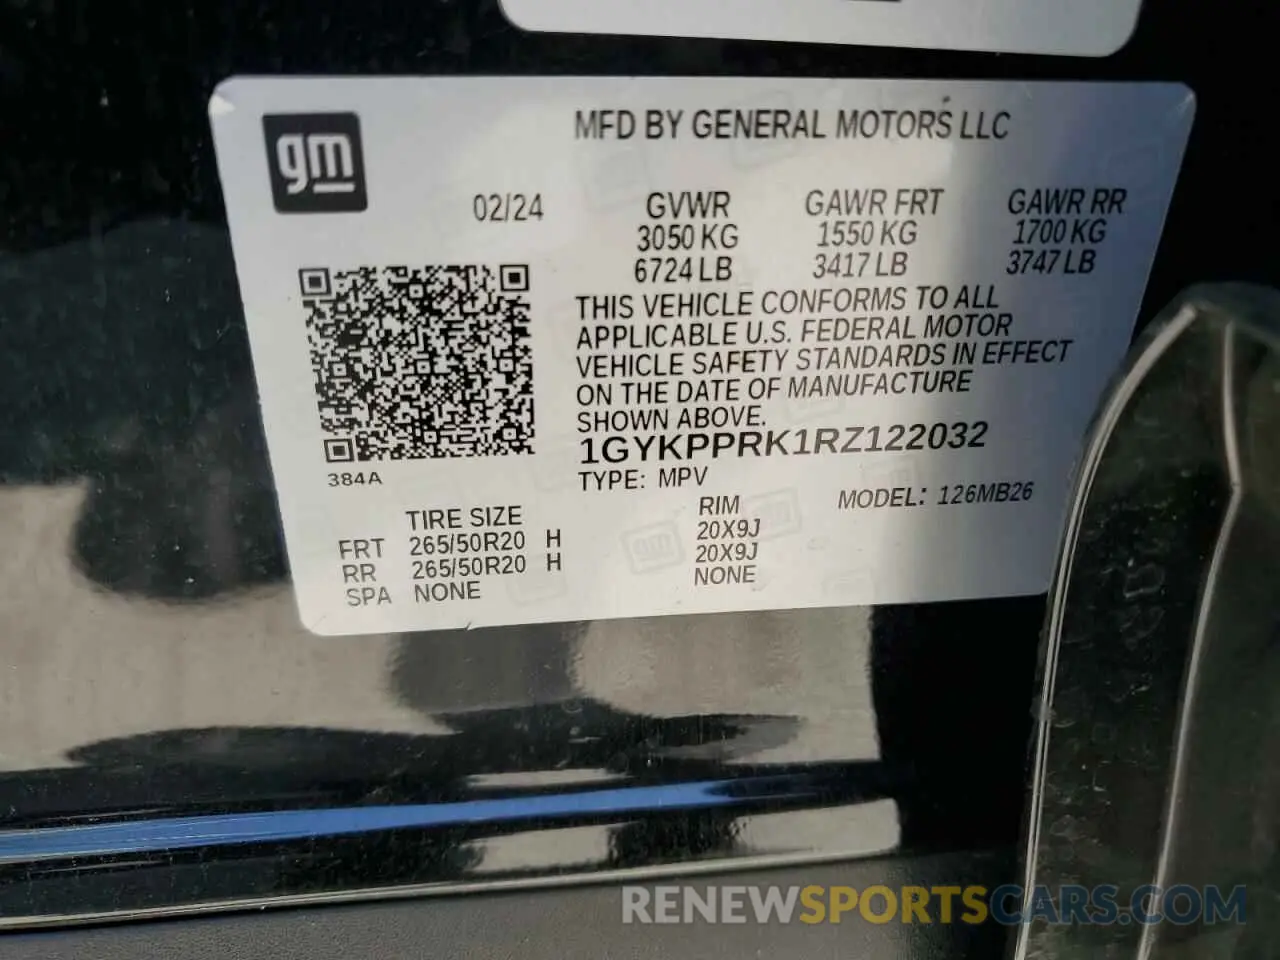 gm
MFD BY GENERAL MOTORS LLC
02/24 GVWR GAWR FRT GAWR RR
3050 KG 1550 KG 1700 KG
6724 LB 3417 LB 3747 LB
THIS VEHICLE CONFORMS TO ALL
APPLICABLE U.S. FEDERAL MOTOR
VEHICLE SAFETY STANDARDS IN EFFECT
ON THE DATE OF MANUFACTURE
SHOWN ABOVE.
1GYKPPRK1RZ122032
384A
TYPE: MPV MODEL: 126MB26
TIRE SIZE RIM
FRT 265/50R20 H 20X9J
RR 265/50R20 H 20X9J
SPA NONE NONE
gm
RENEWSPORTSCARS.COM